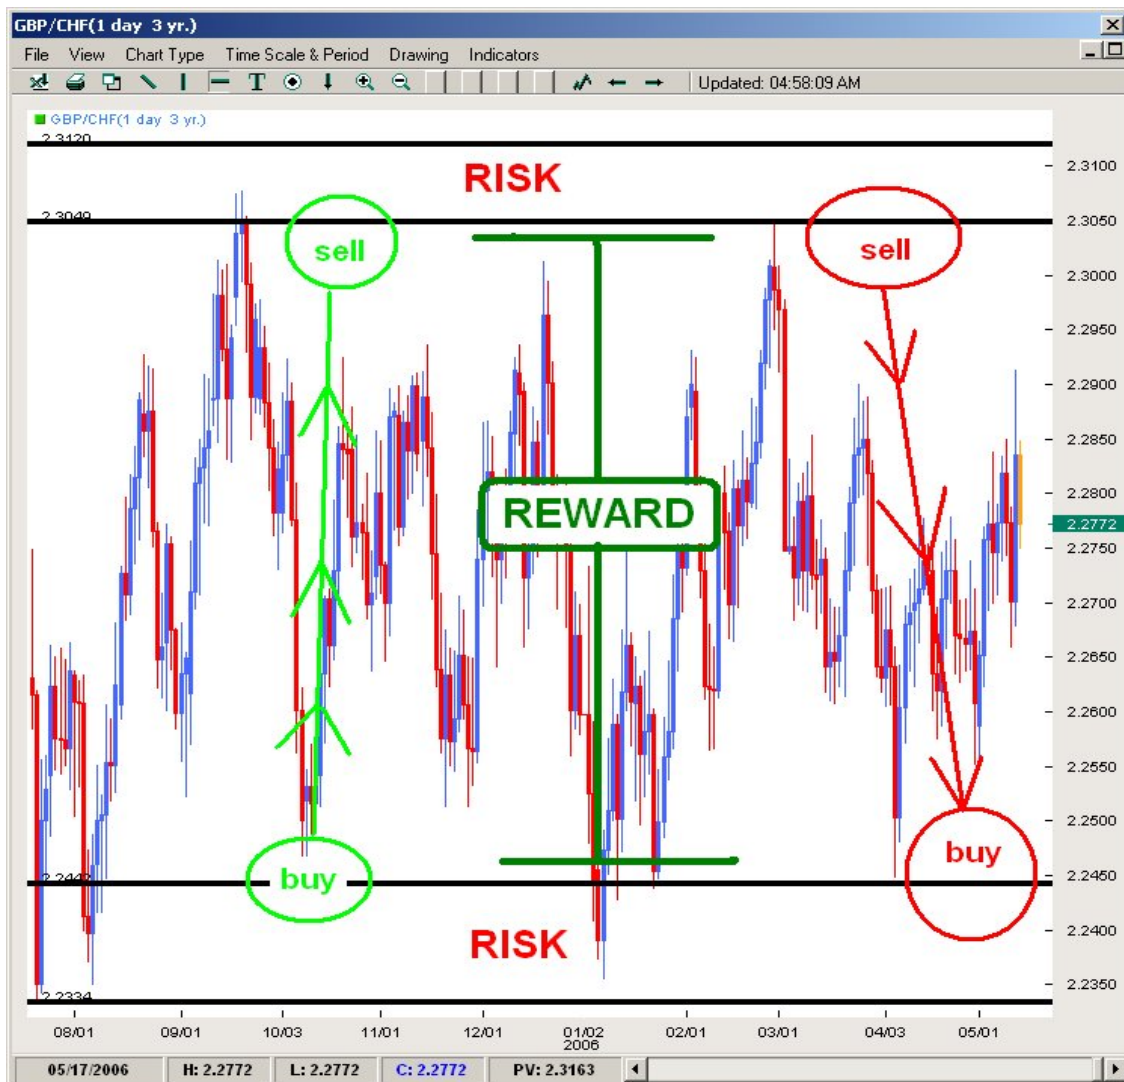 GBP/CHF(1 day 3 yr.)
File View Chart Type Time Scale & Period Drawing Indicators
T Updated: 04:58:09 AM
GBP/CHF(1 day 3 yr.)
2.3120
RISK
2.3100
2.3049
2.3050
sell
sell
2.3000
2.2950
2.2900
2.2850
2.2800
REWARD
2.2772
2.2750
2.2700
2.2650
2.2600
2.2550
2.2500
buy
buy
2.2450
2.2442
2.2400
RISK
2.2350
2.2334
08/01 09/01 10/03 11/01 12/01 01/02 02/01 03/01 04/03 05/01
2006
05/17/2006 H: 2.2772 L: 2.2772 C: 2.2772 PV: 2.3163